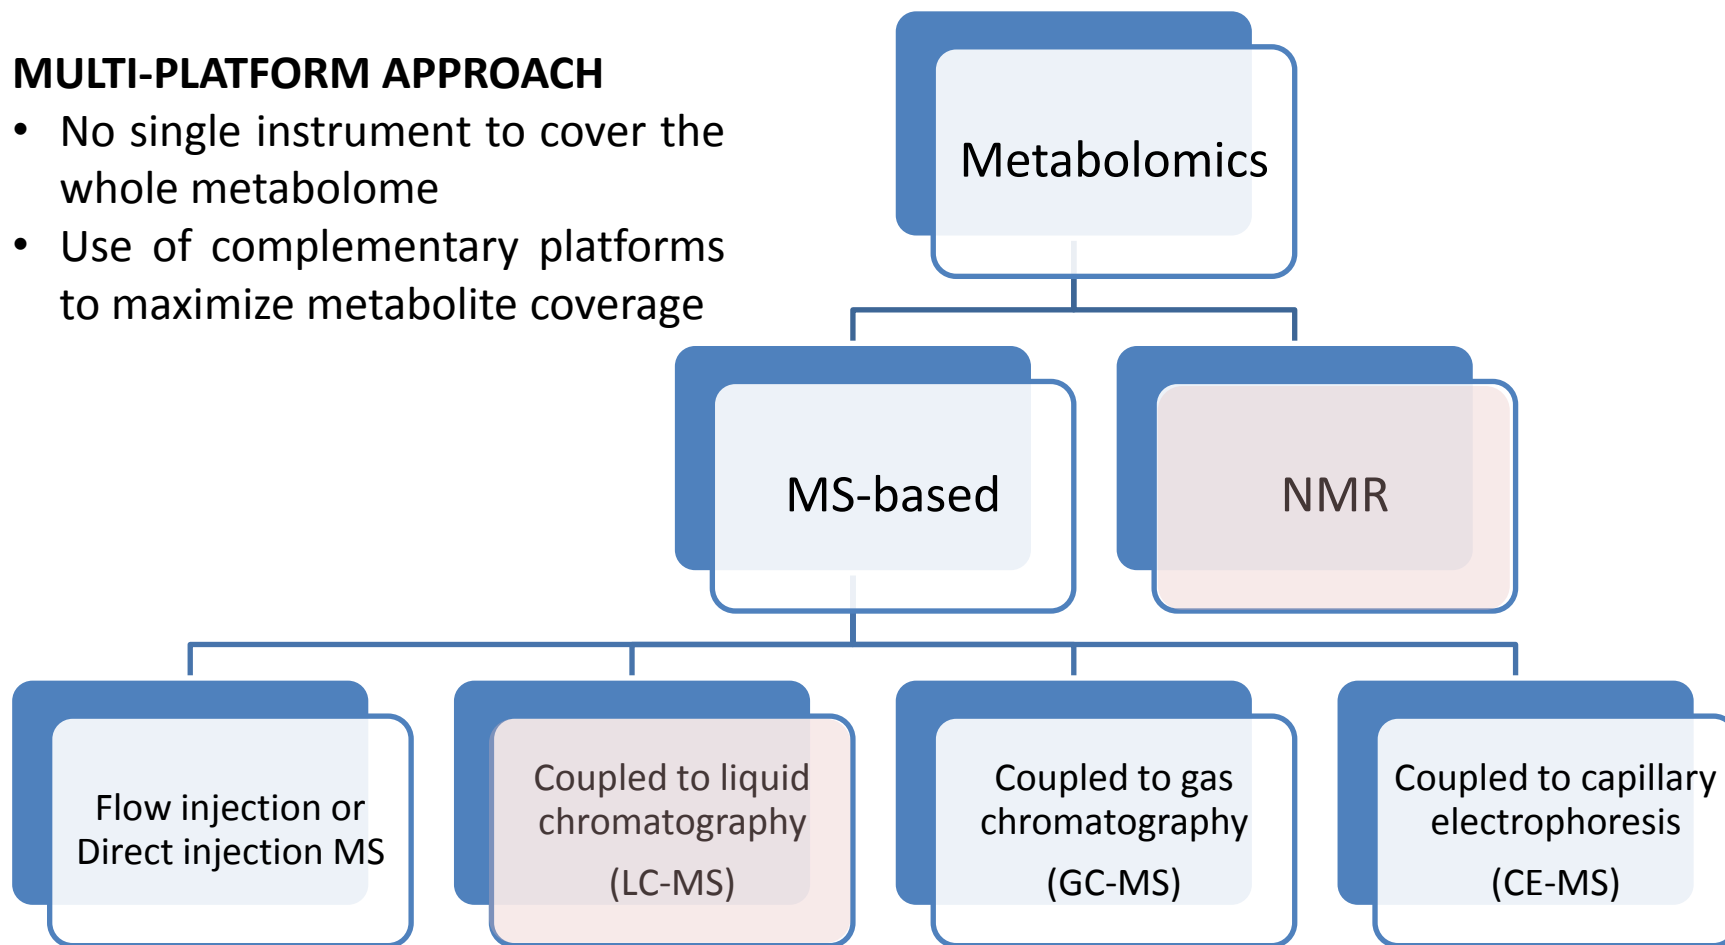 MULTI-PLATFORM APPROACH
• No single instrument to cover the
whole metabolome
• Use of complementary platforms
to maximize metabolite coverage
Metabolomics
MS-based
NMR
Flow injection or
Direct injection MS
Coupled to liquid
chromatography
(LC-MS)
Coupled to gas
chromatography
(GC-MS)
Coupled to capillary
electrophoresis
(CE-MS)